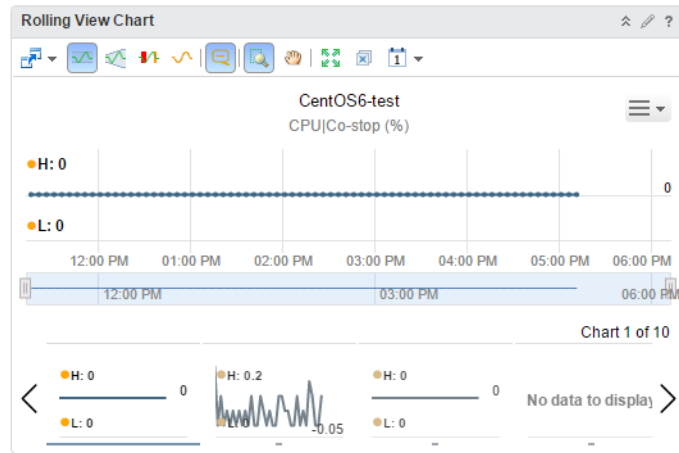 Rolling View Chart ?
1
CentOS6-test
CPU|Co-stop (%)
H: 0
0
L: 0
12:00 PM 01:00 PM 02:00 PM 03:00 PM 04:00 PM 05:00 PM 06:00 PM
12:00 PM 03:00 PM 06:00 PM
Chart 1 of 10
H: 0 H: 0.2 H: 0
0 0 No data to display
L: 0 L: 0 -0.05 L: 0